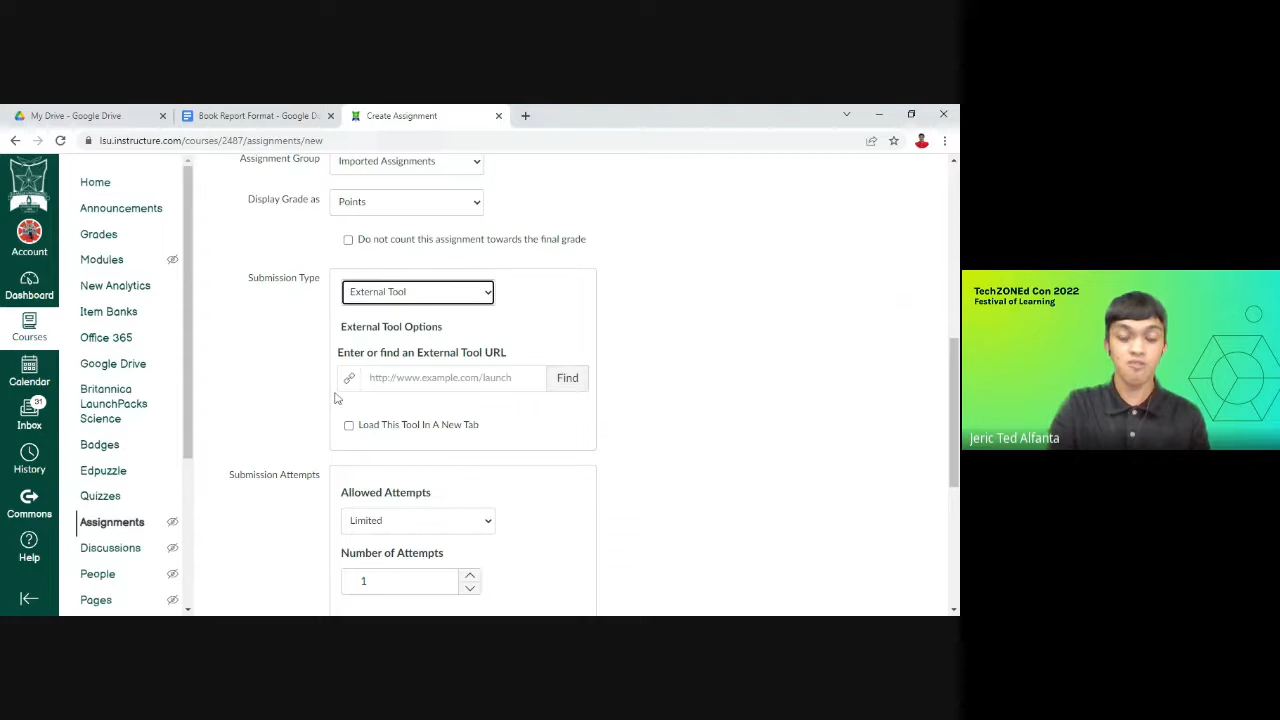 My Drive - Google Drive
Book Report Format - Google D
Create Assignment
lsu.instructure.com/courses/2487/assignments/new
Account
Dashboard
Courses
Calendar
31
Inbox
History
Commons
Help
Home
Announcements
Grades
Modules
New Analytics
Item Banks
Office 365
Google Drive
Britannica
LaunchPacks
Science
Badges
Edpuzzle
Quizzes
Assignments
Discussions
People
Pages
Assignment Group
Imported Assignments
Display Grade as
Points
Do not count this assignment towards the final grade
Submission Type
External Tool
External Tool Options
Enter or find an External Tool URL
http://www.example.com/launch
Find
Load This Tool In A New Tab
Submission Attempts
Allowed Attempts
Limited
Number of Attempts
1
TechZONEd Con 2022
Festival of Learning
Jeric Ted Alfanta